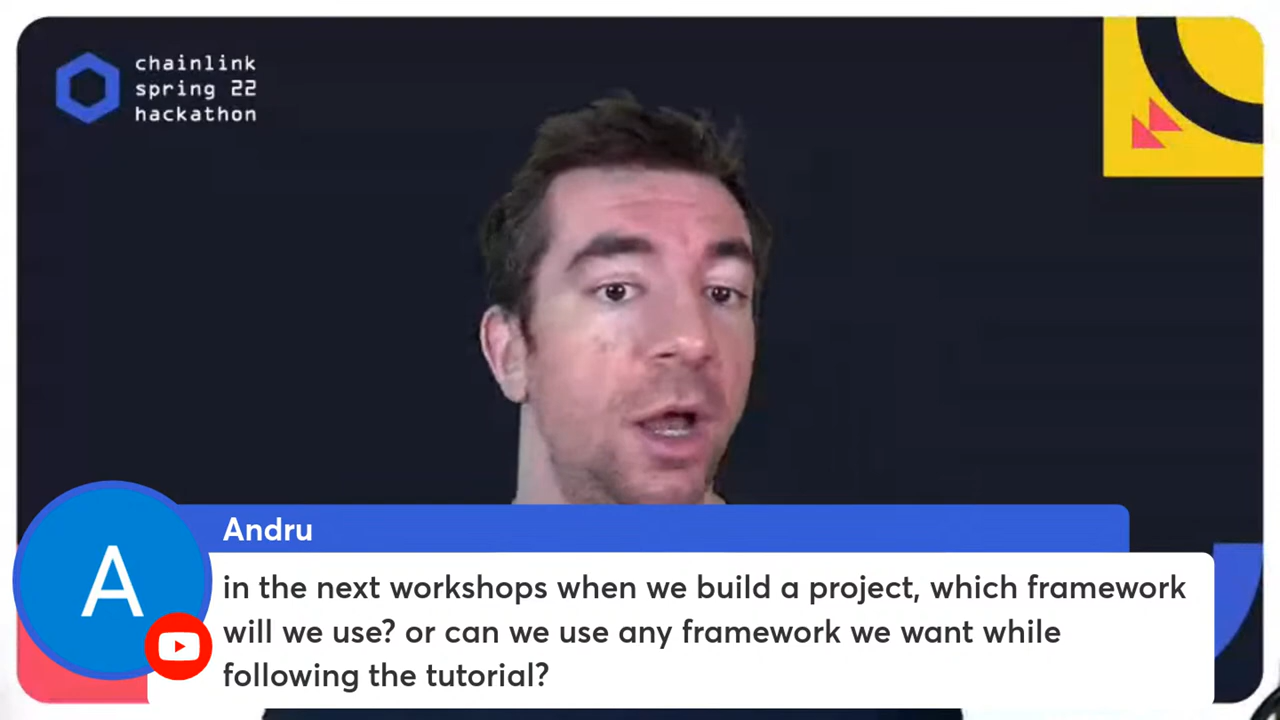 chainlink
spring 22
hackathon
Andru
A
in the next workshops when we build a project, which framework
will we use? or can we use any framework we want while
following the tutorial?